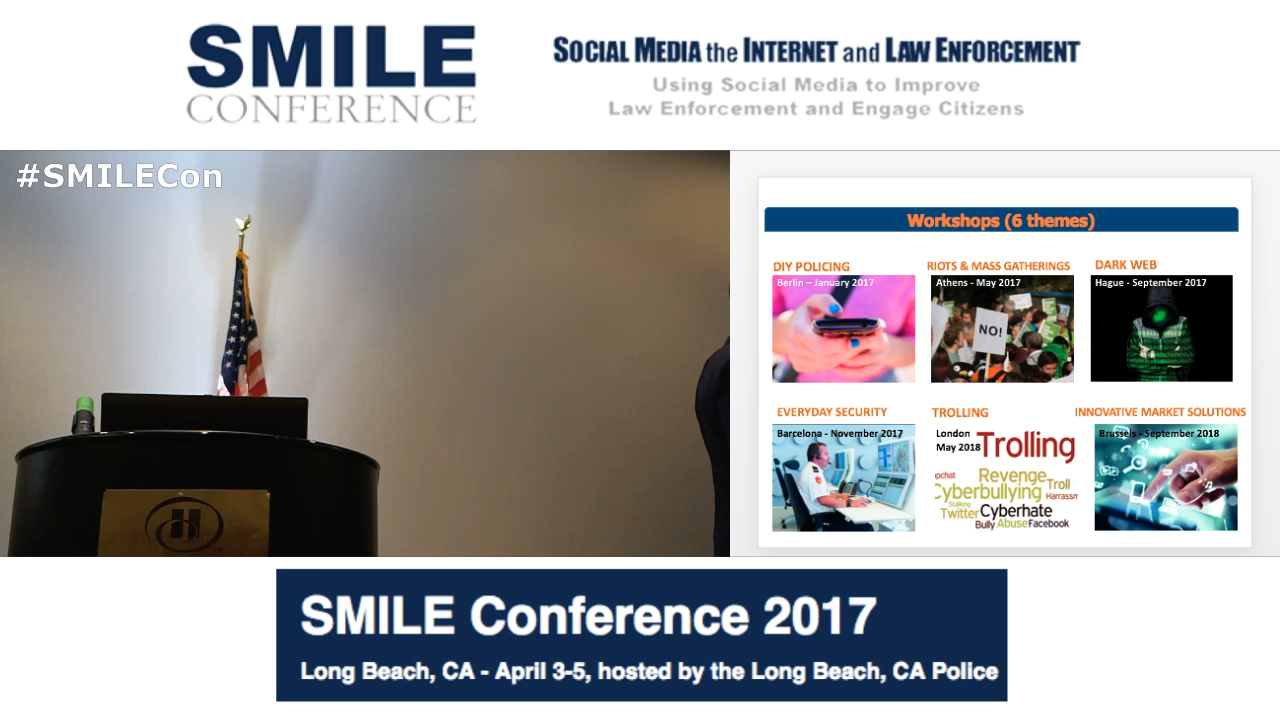 SMILE
CONFERENCE
SOCIAL MEDIA the INTERNET and LAW ENFORCEMENT
Using Social Media to Improve
Law Enforcement and Engage Citizens
#SMILECon
Workshops (6 themes)
DIY POLICING
Berlin – January 2017
RIOTS & MASS GATHERINGS
Athens - May 2017
NO!
DARK WEB
Hague - September 2017
EVERYDAY SECURITY
Barcelona - November 2017
TROLLING
London
May 2018
Trolling
pchat
Revenge
Troll
Cyberbullying
Harassm
Stalking
Twitter
Cyberhate
Bully
Abuse
Facebook
INNOVATIVE MARKET SOLUTIONS
Brussels - September 2018
H
SMILE Conference 2017
Long Beach, CA - April 3-5, hosted by the Long Beach, CA Police